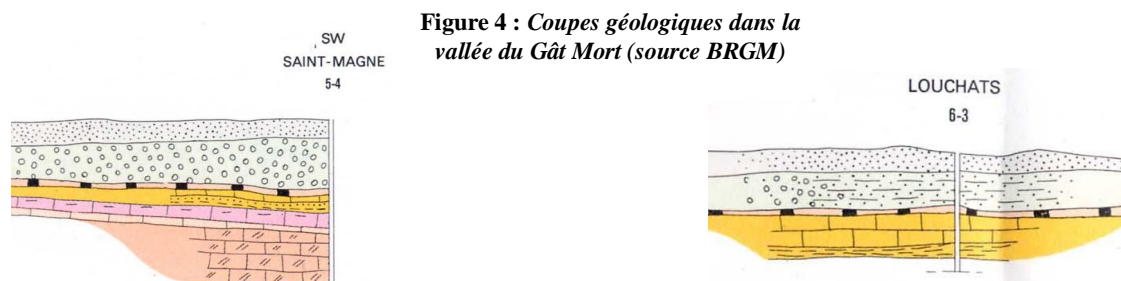 Figure 4 : Coupes géologiques dans la
vallée du Gât Mort (source BRGM)
SW
SAINT-MAGNE
5-4
LOUCHATS
6-3